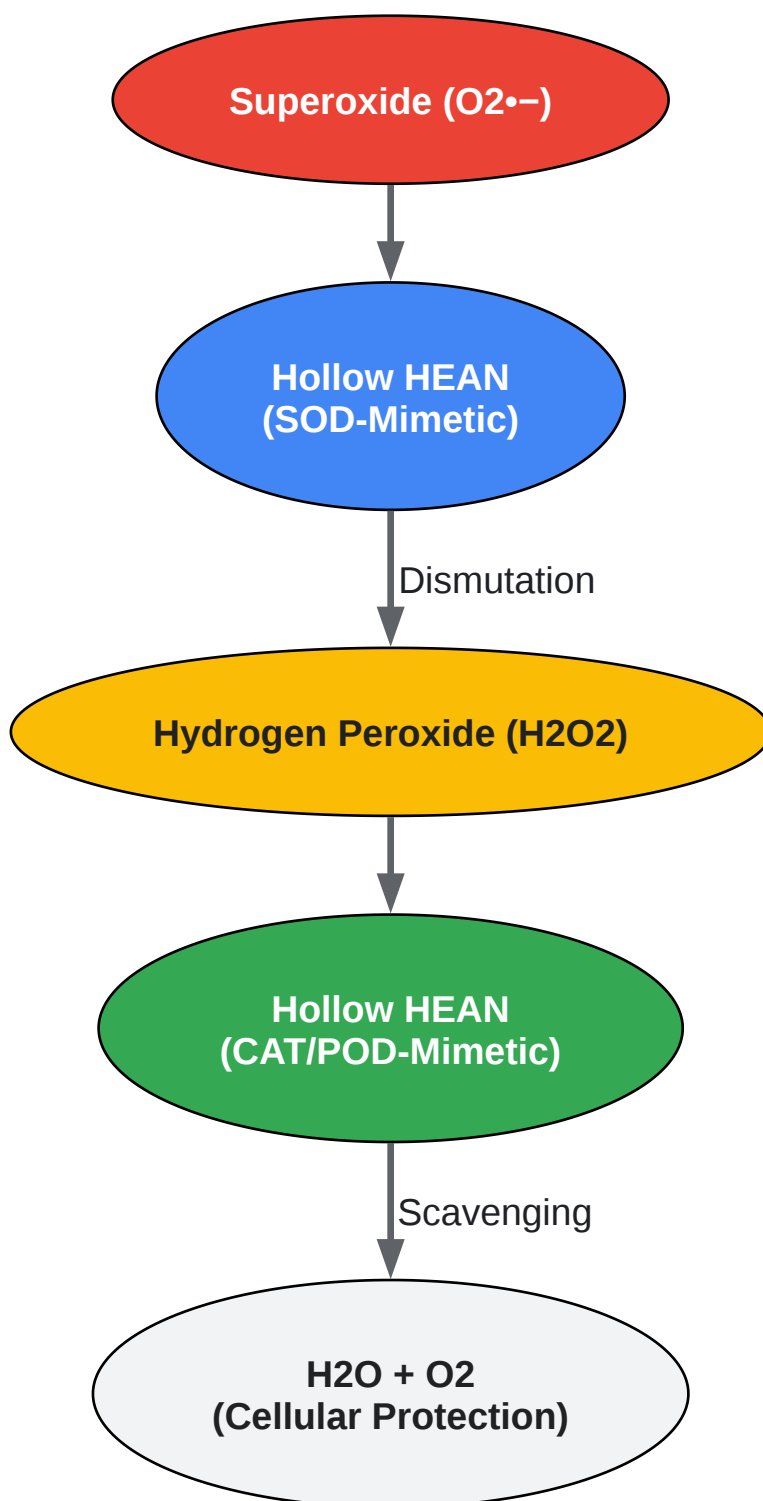 Superoxide (O2•−)
Hollow HEAN
(SOD-Mimetic)
Dismutation
Hydrogen Peroxide (H2O2)
Hollow HEAN
(CAT/POD-Mimetic)
Scavenging
H2O + O2
(Cellular Protection)